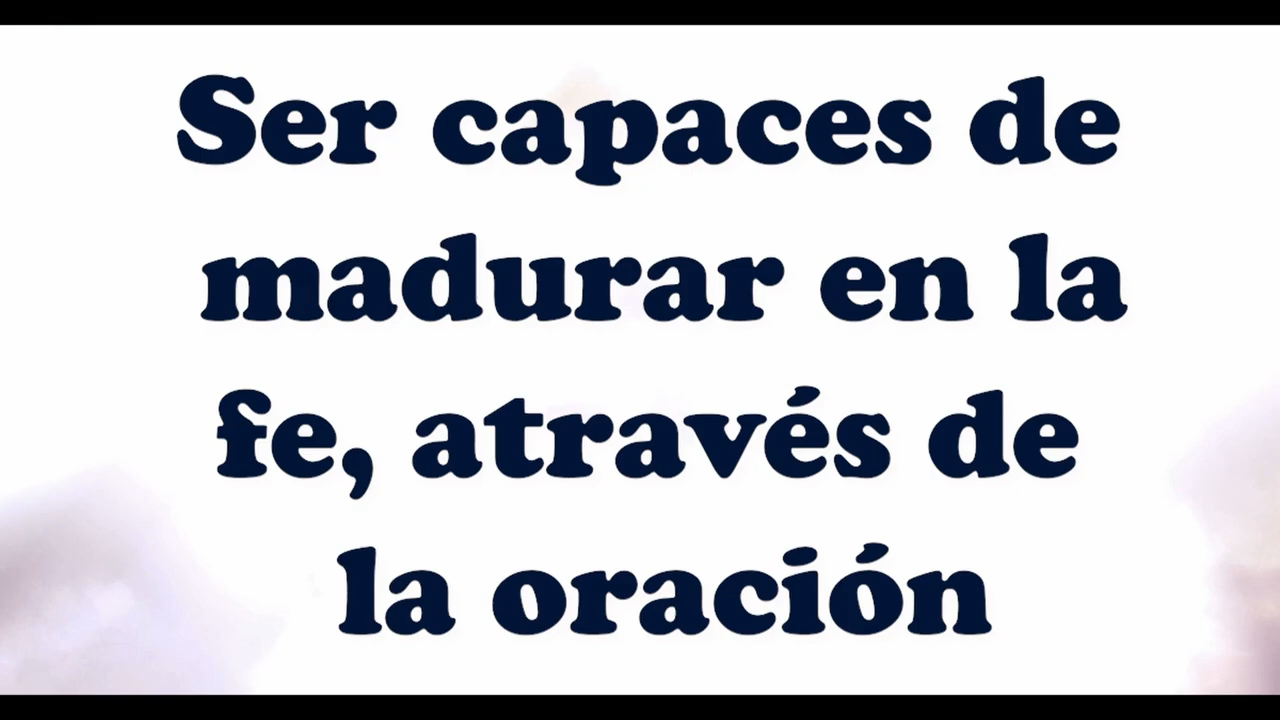 Ser capaces de
madurar en la
fe, através de
la oración